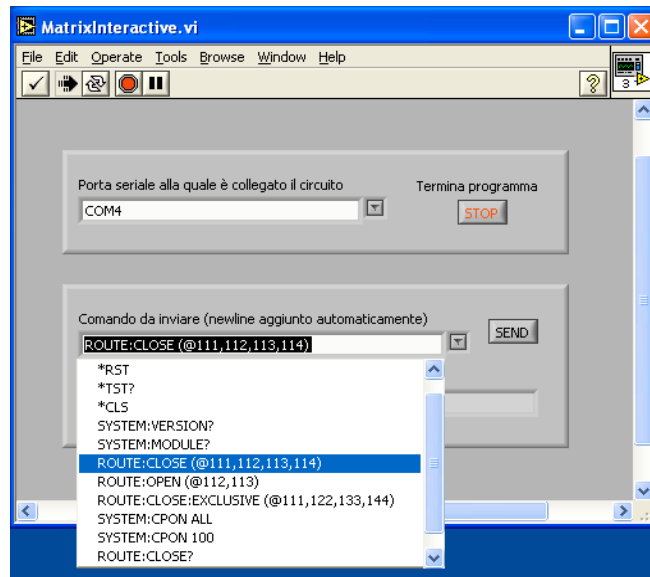 MatrixInteractive.vi
File Edit Operate Tools Browse Window Help
3
Porta seriale alla quale è collegato il circuito
Termina programma
COM4
STOP
Comando da inviare (newline aggiunto automaticamente)
SEND
ROUTE:CLOSE (@111,112,113,114)
*RST
*TST?
*CLS
SYSTEM:VERSION?
SYSTEM:MODULE?
ROUTE:CLOSE (@111,112,113,114)
ROUTE:OPEN (@112,113)
ROUTE:CLOSE:EXCLUSIVE (@111,122,133,144)
SYSTEM:CPON ALL
SYSTEM:CPON 100
ROUTE:CLOSE?